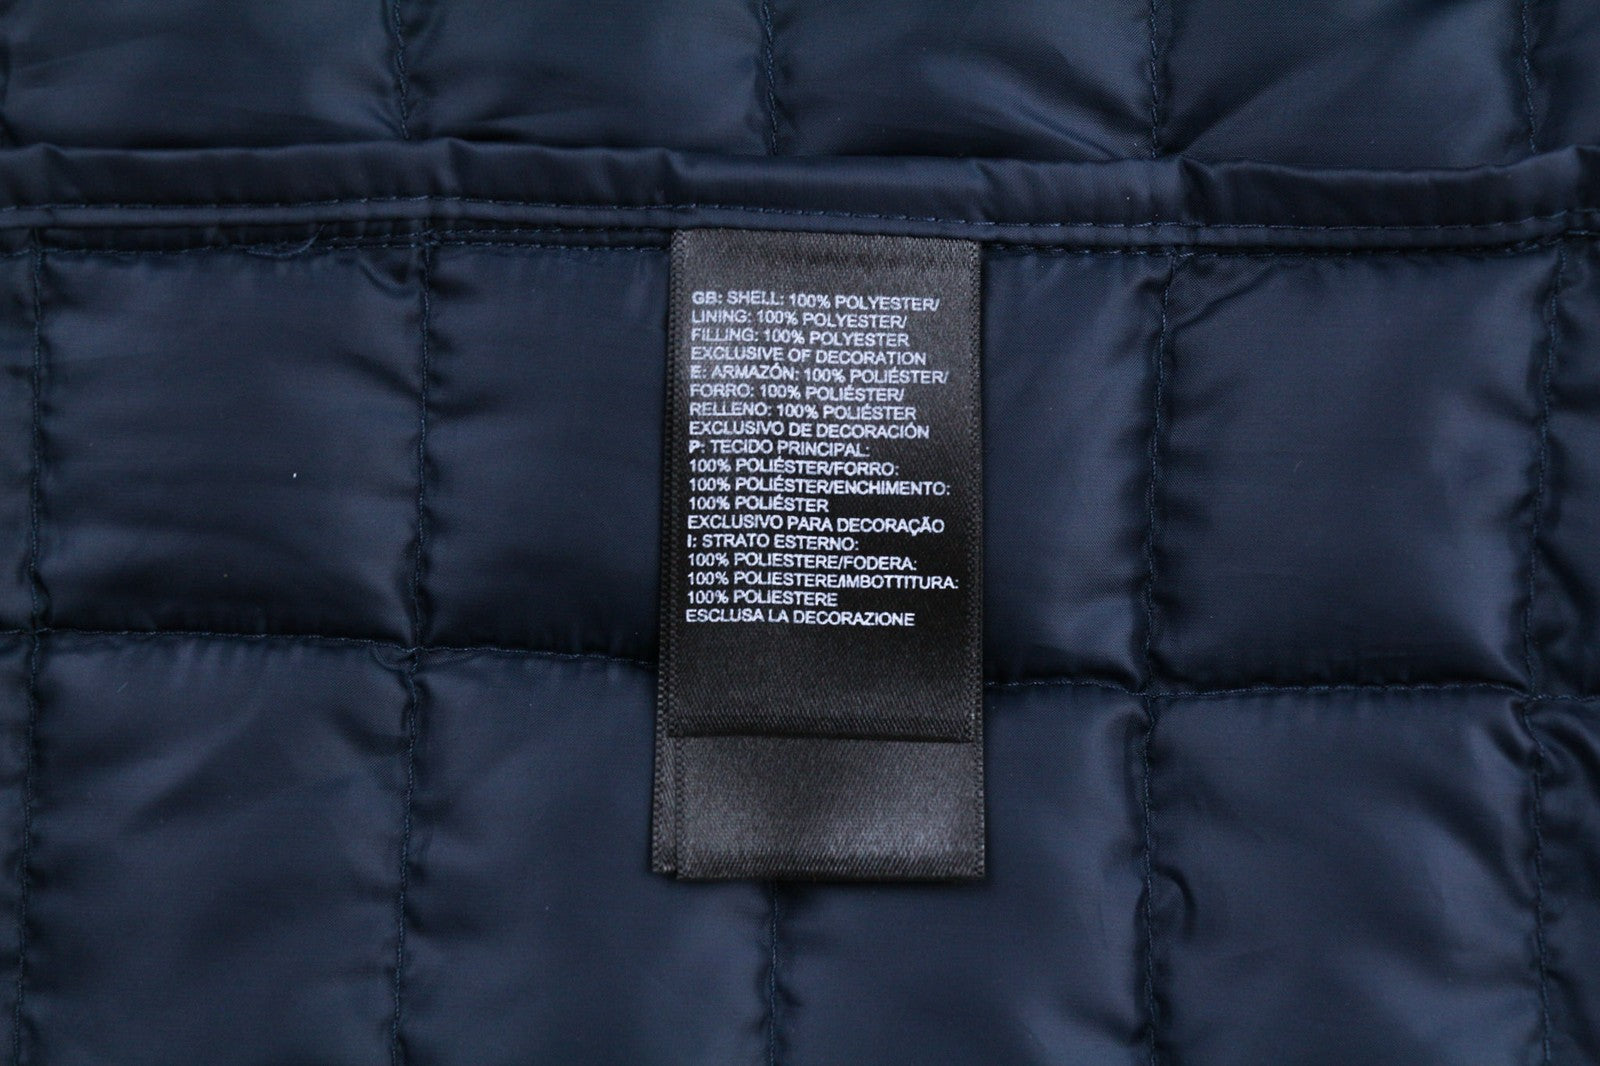 GB: SHELL: 100% POLYESTER/
LINING: 100% POLYESTER/
FILLING: 100% POLYESTER
EXCLUSIVE OF DECORATION
E: ARMAZÓN: 100% POLIÉSTER/
FORRO: 100% POLIÉSTER/
RELLENO: 100% POLIÉSTER
EXCLUSIVO DE DECORACIÓN
P: TECIDO PRINCIPAL:
100% POLIÉSTER/FORRO:
100% POLIÉSTER/ENCHIMENTO:
100% POLIÉSTER
EXCLUSIVO PARA DECORAÇÃO
I: STRATO ESTERNO:
100% POLIESTERE/FODERA:
100% POLIESTERE/IMBOTTITURA:
100% POLIESTERE
ESCLUSA LA DECORAZIONE